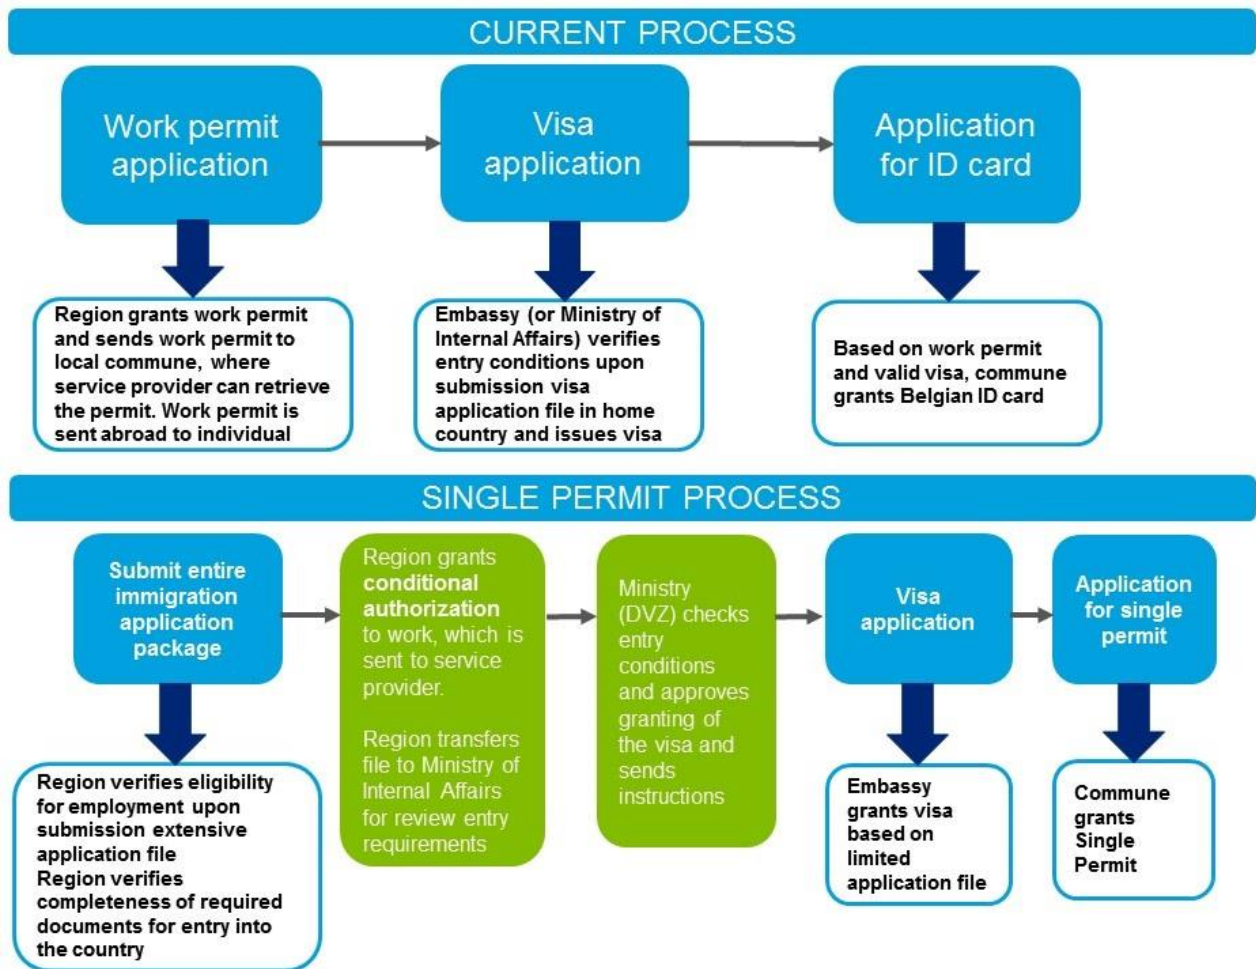 CURRENT PROCESS
Work permit
application
Visa
application
Application
for ID card
Region grants work permit
and sends work permit to
local commune, where
service provider can retrieve
the permit. Work permit is
sent abroad to individual
Embassy (or Ministry of
Internal Affairs) verifies
entry conditions upon
submission visa
application file in home
country and issues visa
Based on work permit
and valid visa, commune
grants Belgian ID card
SINGLE PERMIT PROCESS
Submit entire
immigration
application
package
Region grants
conditional
authorization
to work, which is
sent to service
provider.
Region transfers
file to Ministry of
Internal Affairs
for review entry
requirements
Ministry
(DVZ) checks
entry
conditions
and approves
granting of
the visa and
sends
instructions
Visa
application
Application
for single
permit
Region verifies eligibility
for employment upon
submission extensive
application file
Region verifies
completeness of required
documents for entry into
the country
Embassy
grants visa
based on
limited
application file
Commune
grants
Single
Permit